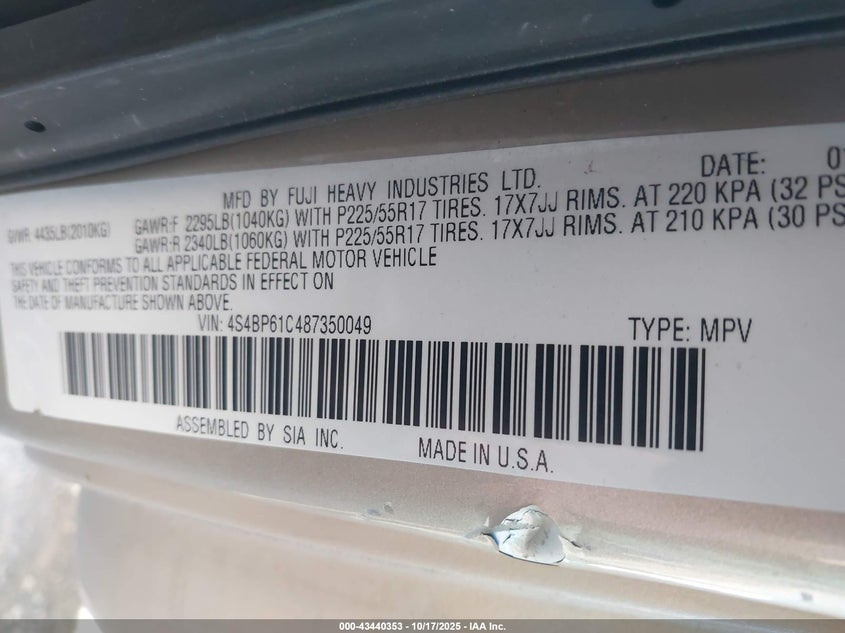 MFD BY FUJI HEAVY INDUSTRIES LTD. DATE: 0
GVWR 4435LB(2010KG) GAWR:F 2295LB(1040KG) WITH P225/55R17 TIRES. 17X7JJ RIMS. AT 220 KPA (32 PS
GAWR:R 2340LB(1060KG) WITH P225/55R17 TIRES. 17X7JJ RIMS. AT 210 KPA (30 PS
THIS VEHICLE CONFORMS TO ALL APPLICABLE FEDERAL MOTOR VEHICLE
SAFETY AND THEFT PREVENTION STANDARDS IN EFFECT ON
THE DATE OF MANUFACTURE SHOWN ABOVE.
VIN: 4S4BP61C487350049 TYPE: MPV
ASSEMBLED BY SIA INC. MADE IN U.S.A.
000-43440353 | 10/17/2025 | IAA Inc.